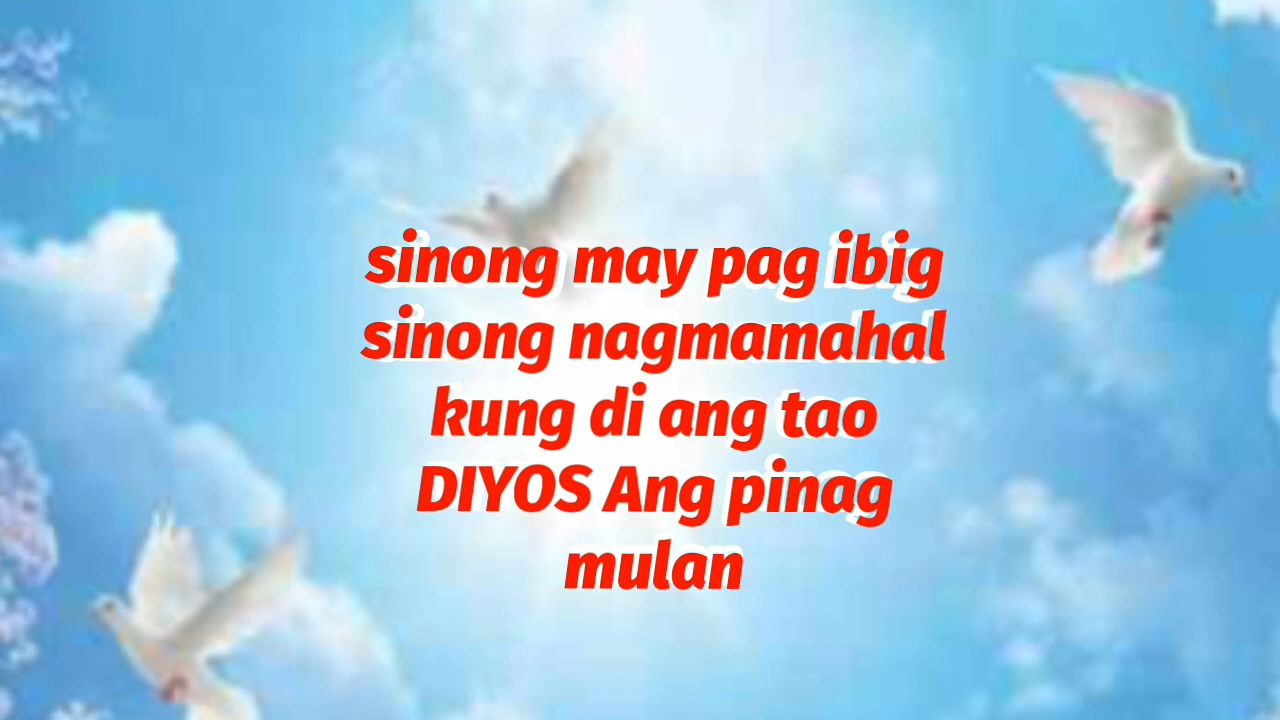 sinong may pag ibig
sinong nagmamahal
kung di ang tao
DIYOS Ang pinag
mulan